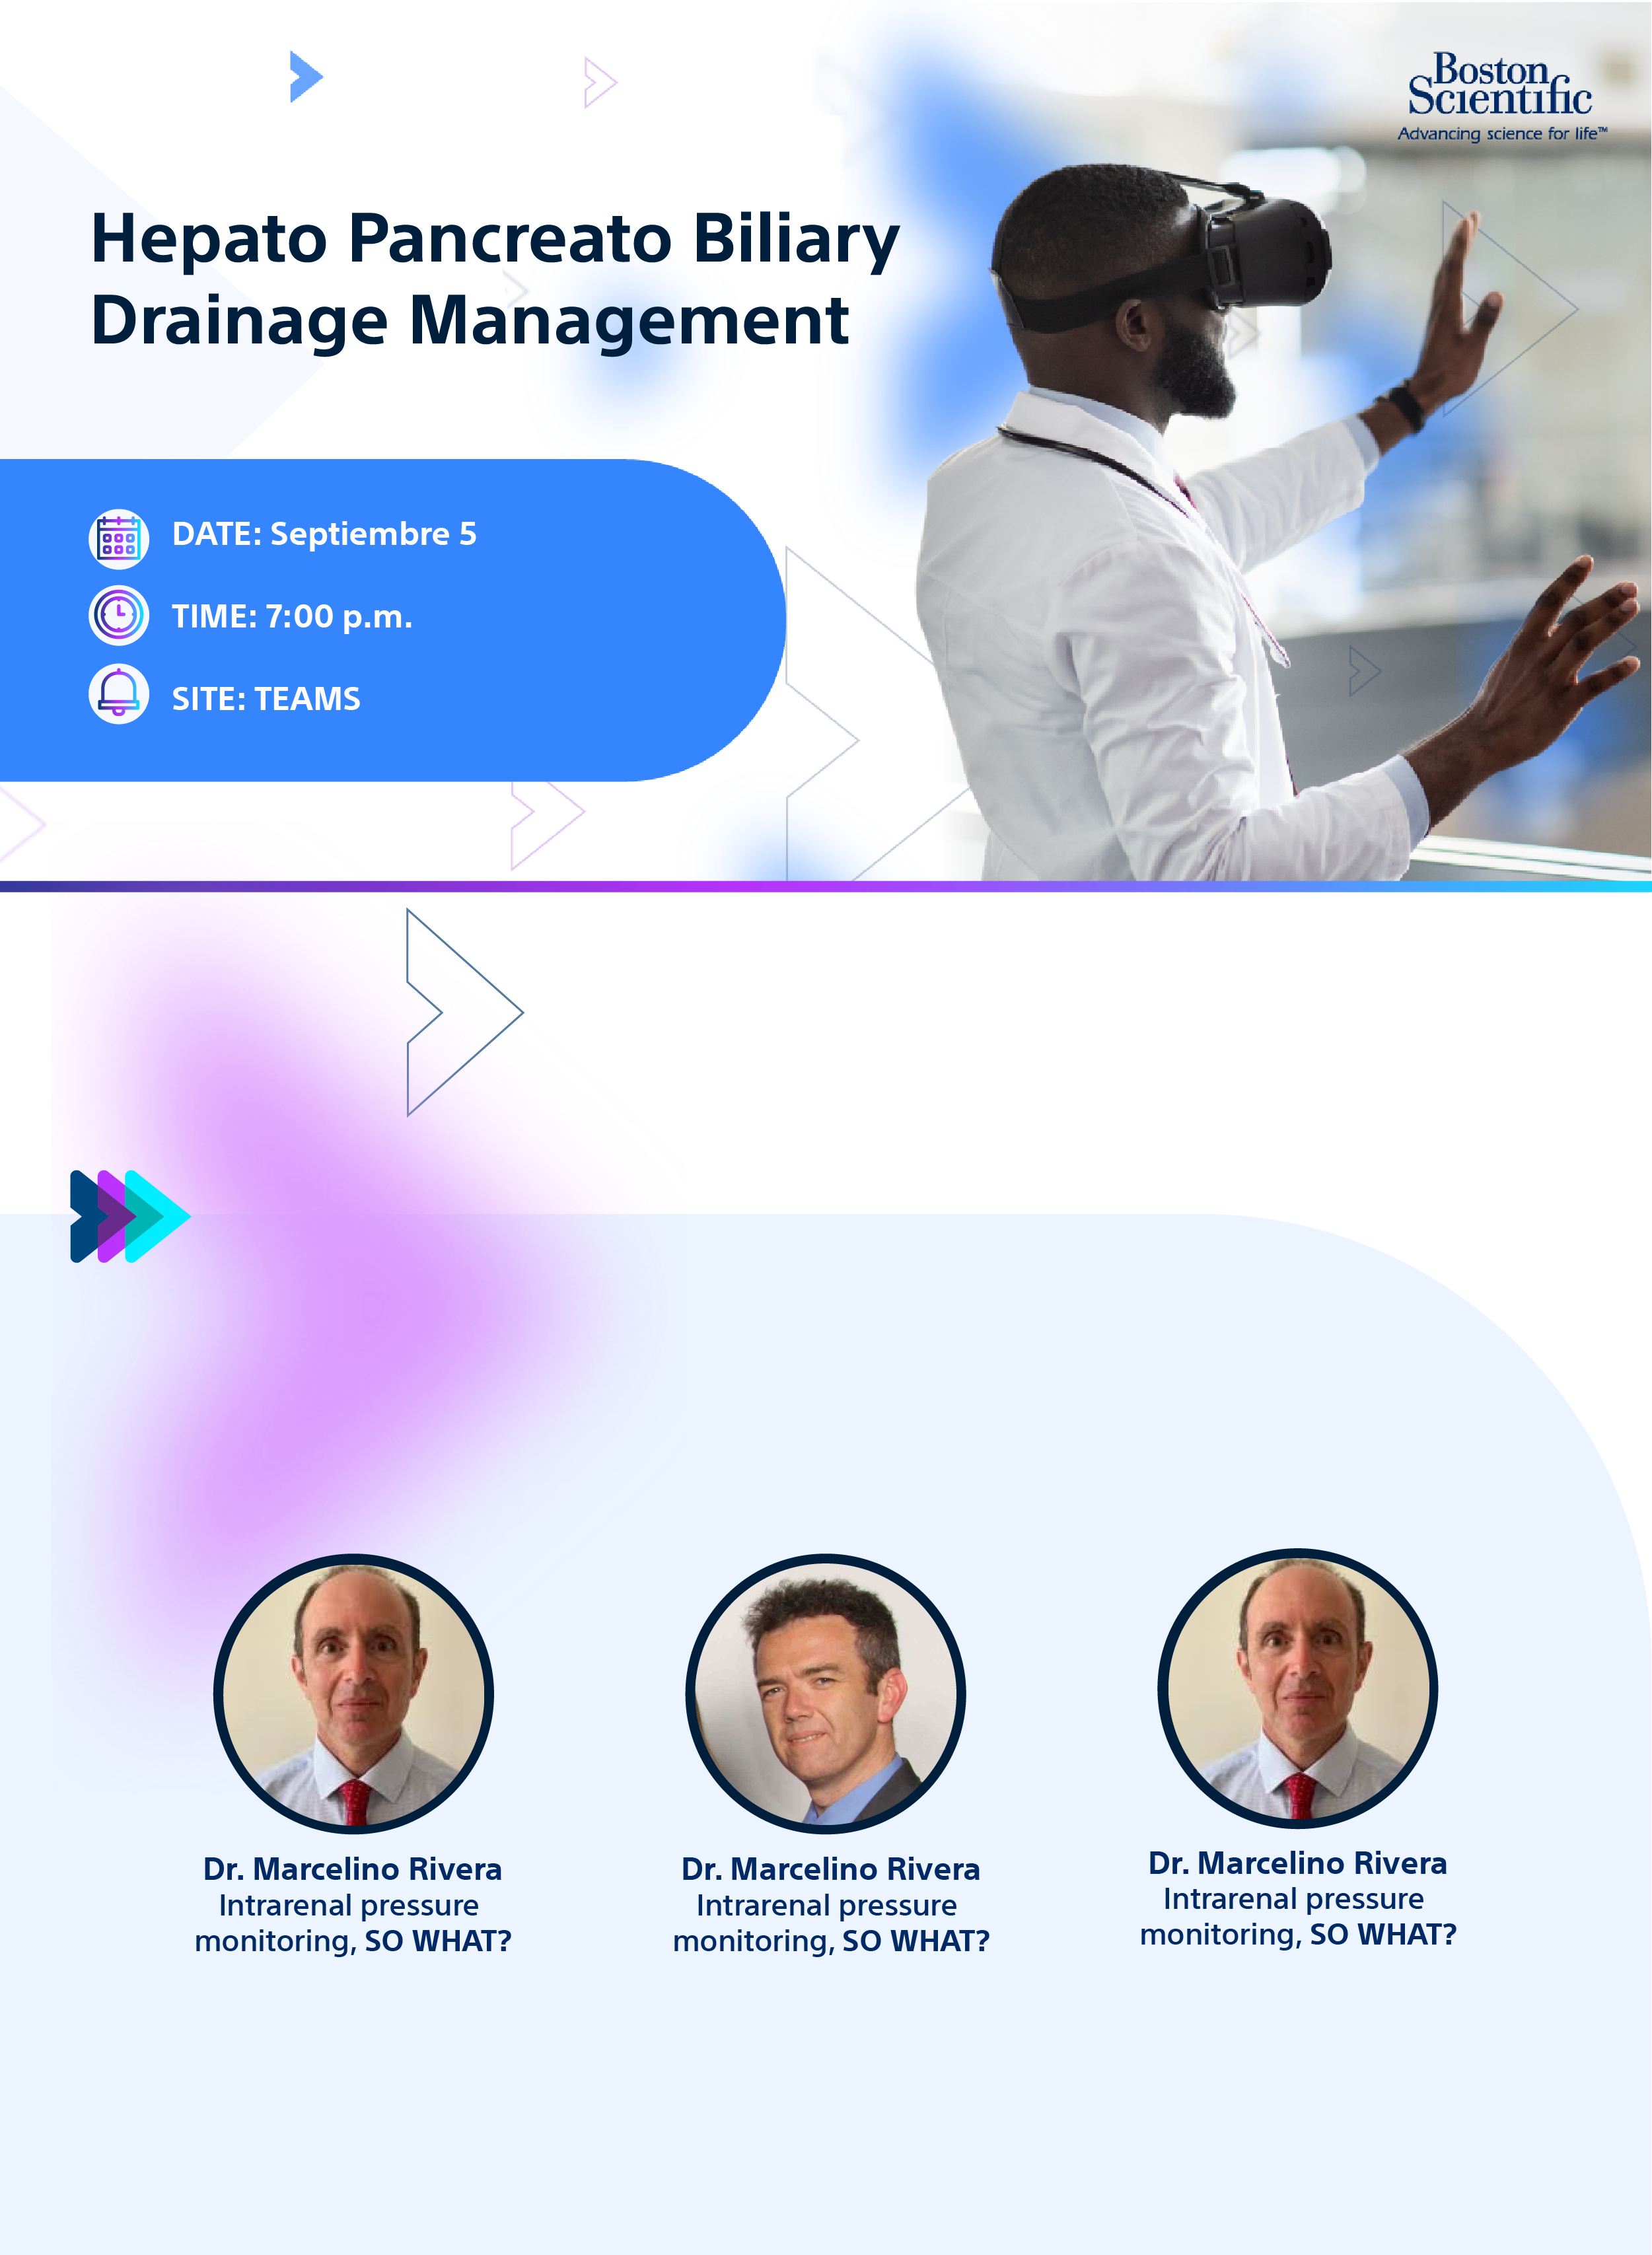 Boston
Scientific
Advancing science for life™
Hepato Pancreato Biliary
Drainage Management
DATE: Septiembre 5
TIME: 7:00 p.m.
SITE: TEAMS
Dr. Marcelino Rivera
Intrarenal pressure
monitoring, SO WHAT?
Dr. Marcelino Rivera
Intrarenal pressure
monitoring, SO WHAT?
Dr. Marcelino Rivera
Intrarenal pressure
monitoring, SO WHAT?